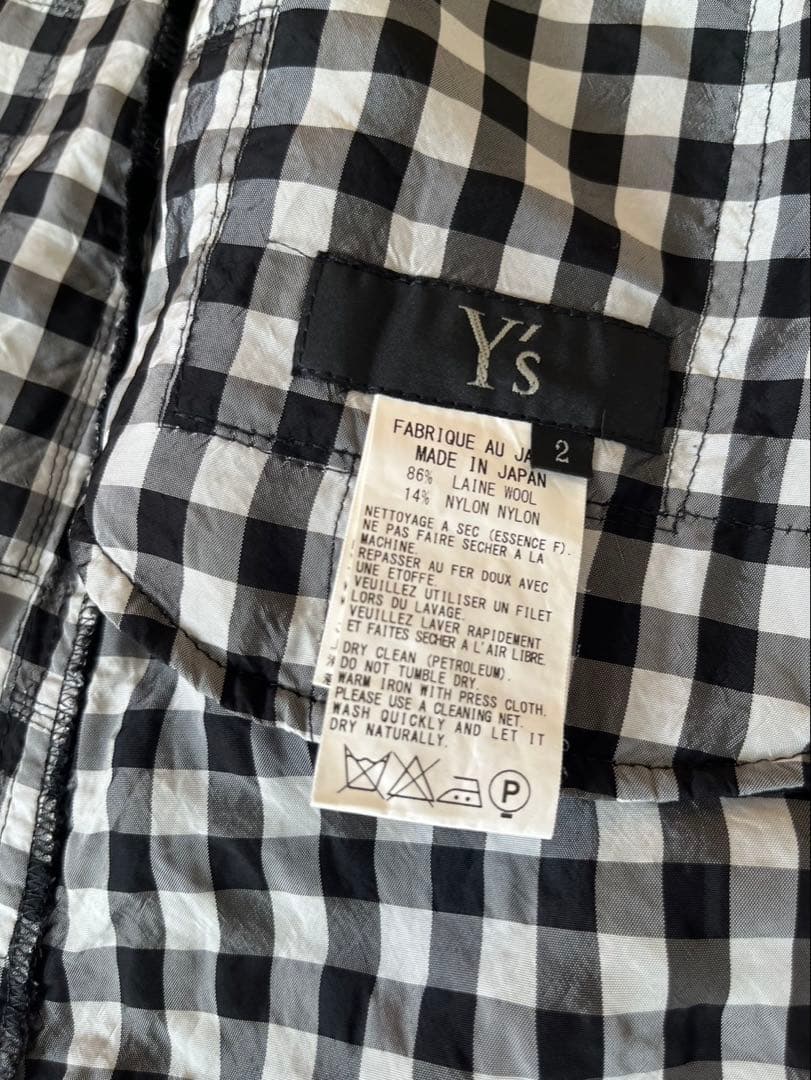 Y's
2
FABRIQUE AU JA
MADE IN JAPAN
86% LAINE WOOL
14% NYLON NYLON
NETTOYAGE A SEC (ESSENCE F).
NE PAS FAIRE SECHER A LA
MACHINE.
REPASSER AU FER DOUX AVEC
UNE ETOFFE.
VEUILLEZ UTILISER UN FILET
LORS DU LAVAGE.
VEUILLEZ LAVER RAPIDEMENT
ET FAITES SECHER A L'AIR LIBRE.
DRY CLEAN (PETROLEUM).
DO NOT TUMBLE DRY.
WARM IRON WITH PRESS CLOTH.
PLEASE USE A CLEANING NET.
WASH QUICKLY AND LET IT
DRY NATURALLY.
P